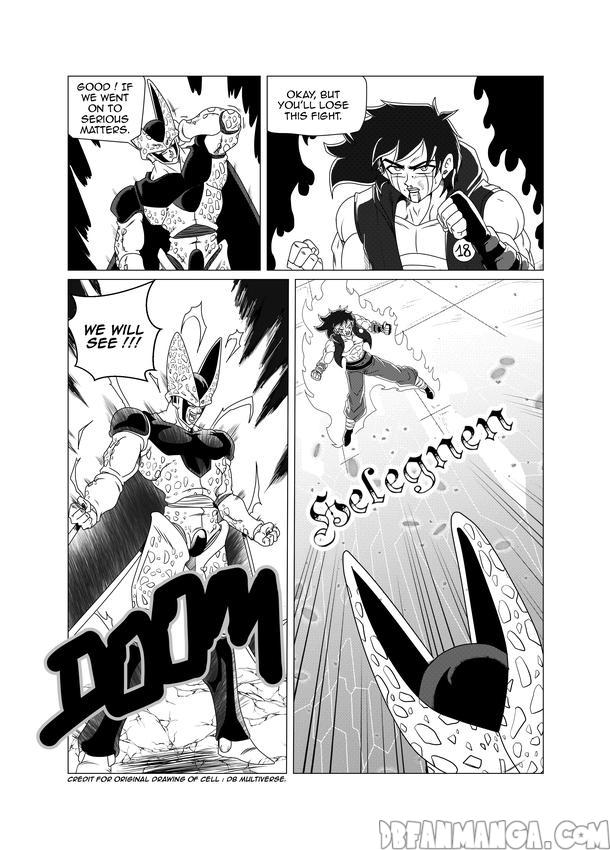 GOOD ! IF
WE WENT
ON TO
SERIOUS
MATTERS.
OKAY, BUT
YOU'LL LOSE
THIS FIGHT.
18
WE WILL
SEE !!!
Selegnen
DOOM
CREDIT FOR ORIGINAL DRAWING OF CELL : DB MULTIVERSE.
DBFANMANGA.COM